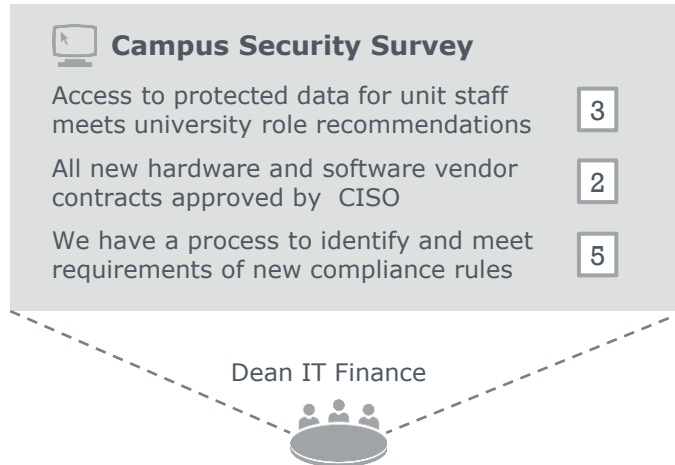 Campus Security Survey
Access to protected data for unit staff
meets university role recommendations
3
All new hardware and software vendor
contracts approved by  CISO
2
We have a process to identify and meet
requirements of new compliance rules
5
Dean IT Finance